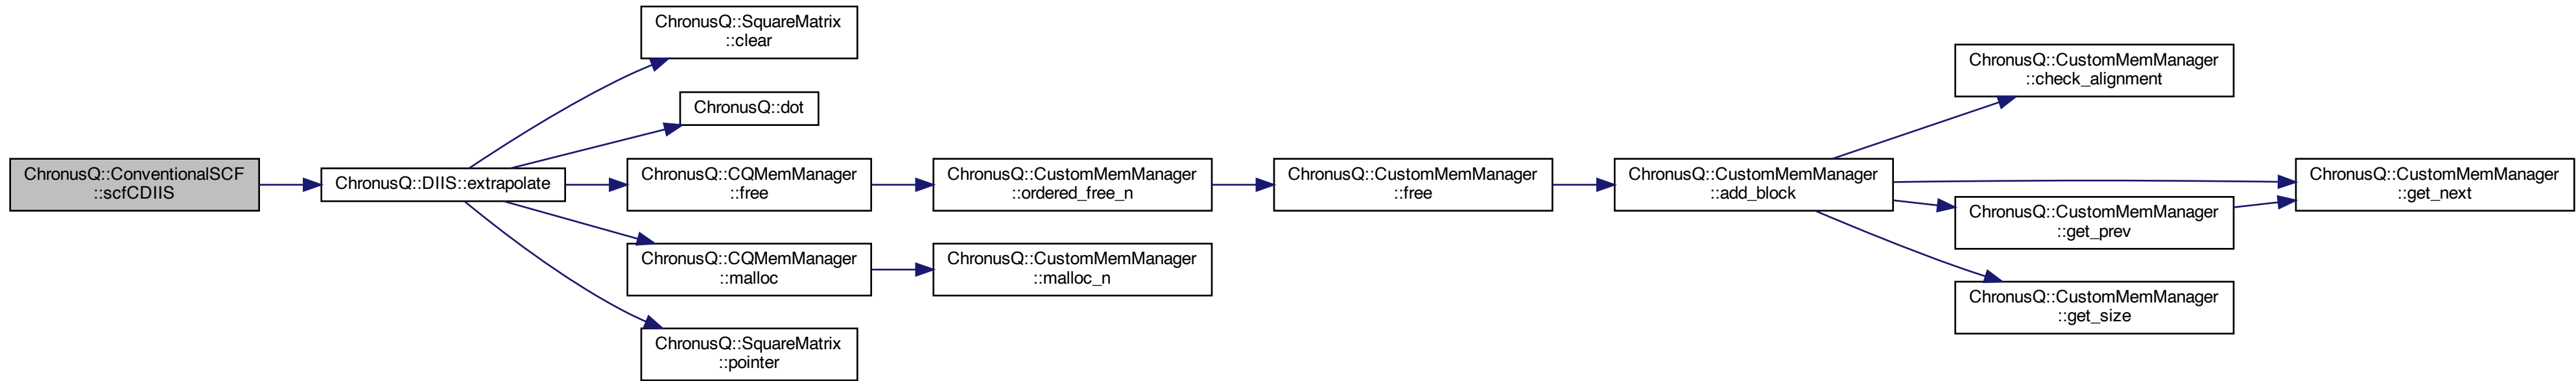 ChronusQ::ConventionalSCF
::scfCDIIS
ChronusQ::DIIS::extrapolate
ChronusQ::SquareMatrix
::clear
ChronusQ::dot
ChronusQ::CQMemManager
::free
ChronusQ::CQMemManager
::malloc
ChronusQ::SquareMatrix
::pointer
ChronusQ::CustomMemManager
::ordered_free_n
ChronusQ::CustomMemManager
::malloc_n
ChronusQ::CustomMemManager
::free
ChronusQ::CustomMemManager
::add_block
ChronusQ::CustomMemManager
::check_alignment
ChronusQ::CustomMemManager
::get_prev
ChronusQ::CustomMemManager
::get_size
ChronusQ::CustomMemManager
::get_next